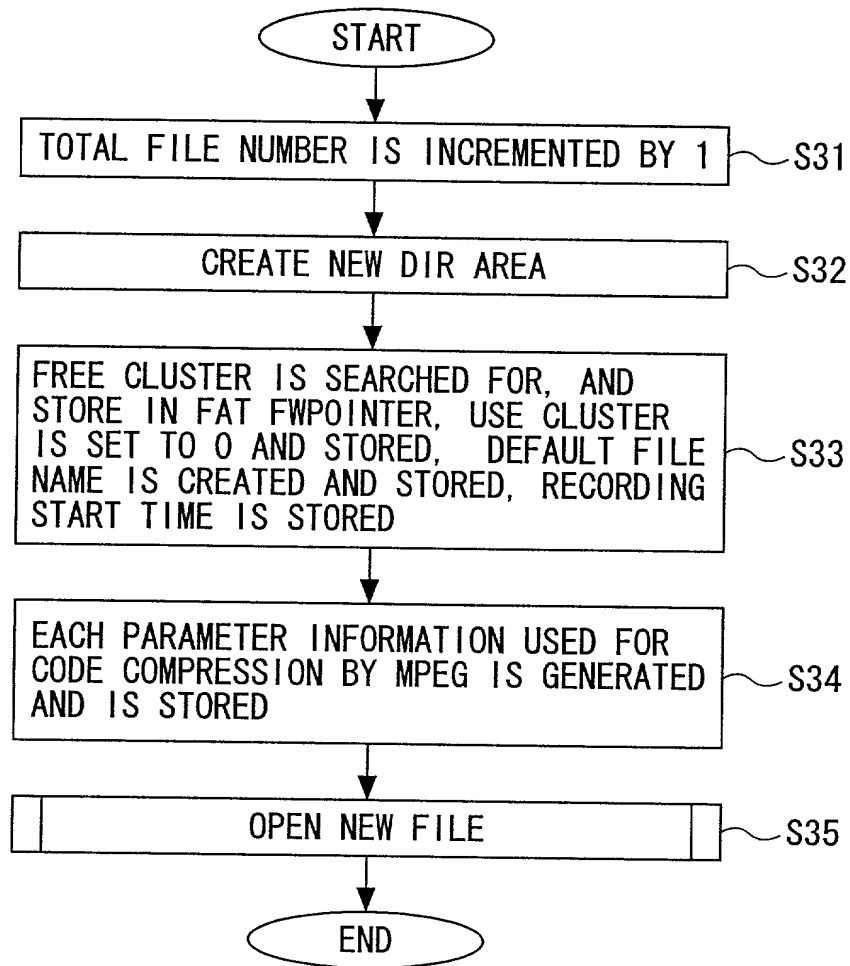 START
TOTAL FILE NUMBER IS INCREMENTED BY 1
S31
CREATE NEW DIR AREA
S32
FREE CLUSTER IS SEARCHED FOR, AND
STORE IN FAT FWPOINTER, USE CLUSTER
IS SET TO 0 AND STORED, DEFAULT FILE
NAME IS CREATED AND STORED, RECORDING
START TIME IS STORED
S33
EACH PARAMETER INFORMATION USED FOR
CODE COMPRESSION BY MPEG IS GENERATED
AND IS STORED
S34
OPEN NEW FILE
S35
END